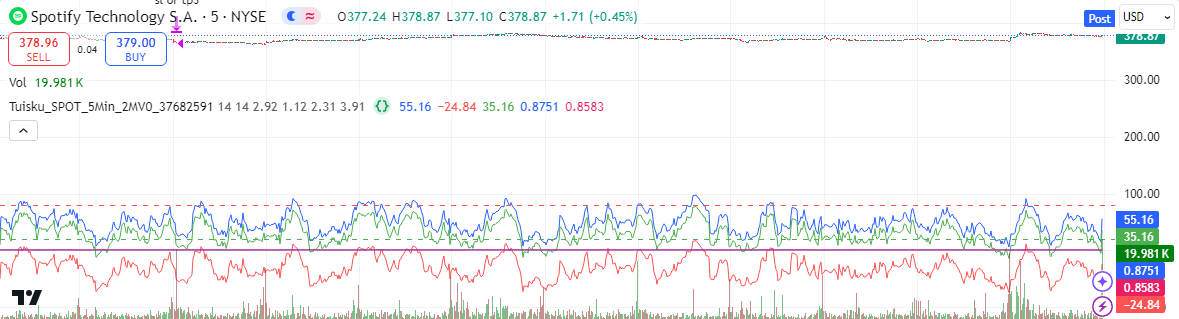 sl or tp3
Spotify Technology S.A. · 5 · NYSE O377.24 H378.87 L377.10 C378.87 +1.71 (+0.45%)
Post USD
378.87
378.96 SELL 0.04 379.00 BUY
300.00
Vol 19.981 K
Tuisku_SPOT_5Min_2MV0_37682591 14 14 2.92 1.12 2.31 3.91 {} 55.16 −24.84 35.16 0.8751 0.8583
200.00
100.00
55.16
35.16
19.981 K
0.8751
0.8583
−24.84